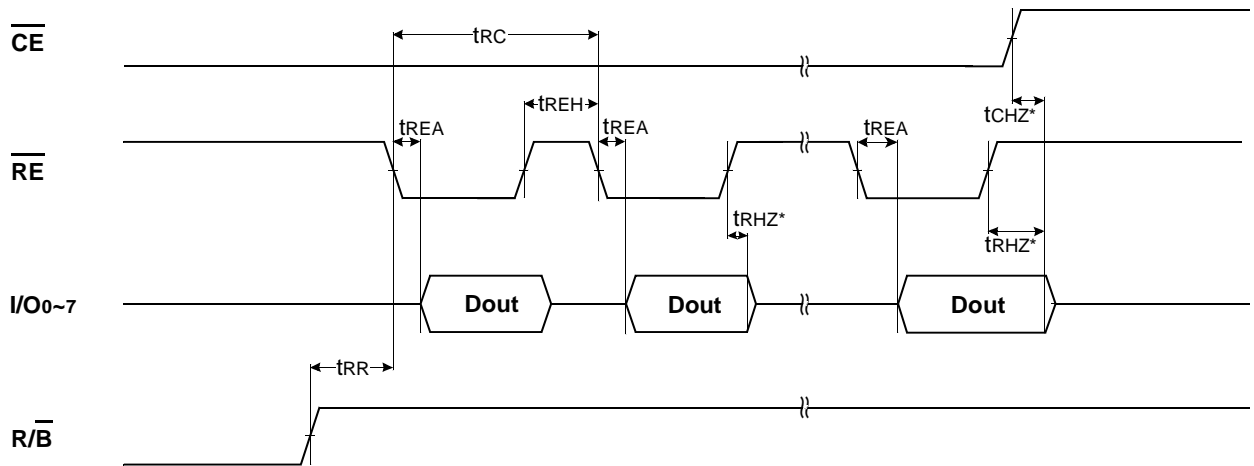 CE
tRC
tREH
tCHZ*
tREA
tREA
tREA
RE
tRHZ*
tRHZ*
I/O0~7
Dout
Dout
Dout
tRR
R/B